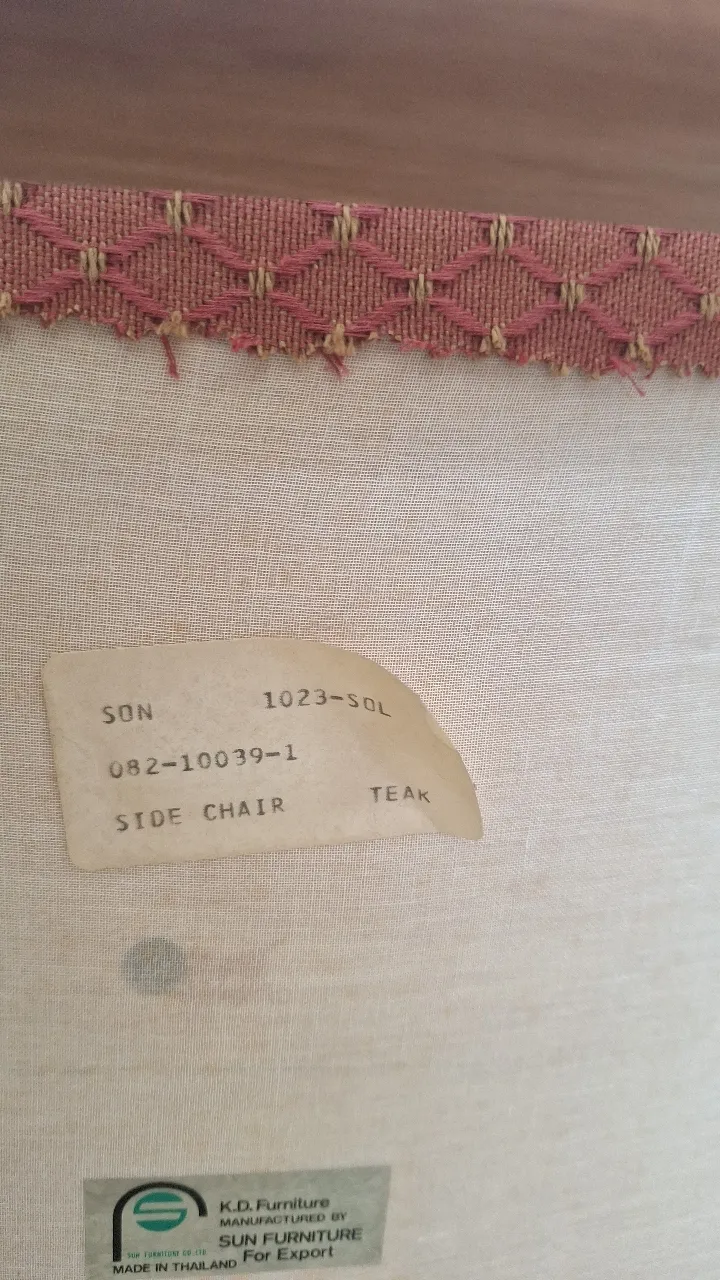 SON 1023-SOL
082-10039-1
SIDE CHAIR TEAK
K.D. Furniture
MANUFACTURED BY
SUN FURNITURE
For Export
SUN FURNITURE CO.LTD
MADE IN THAILAND